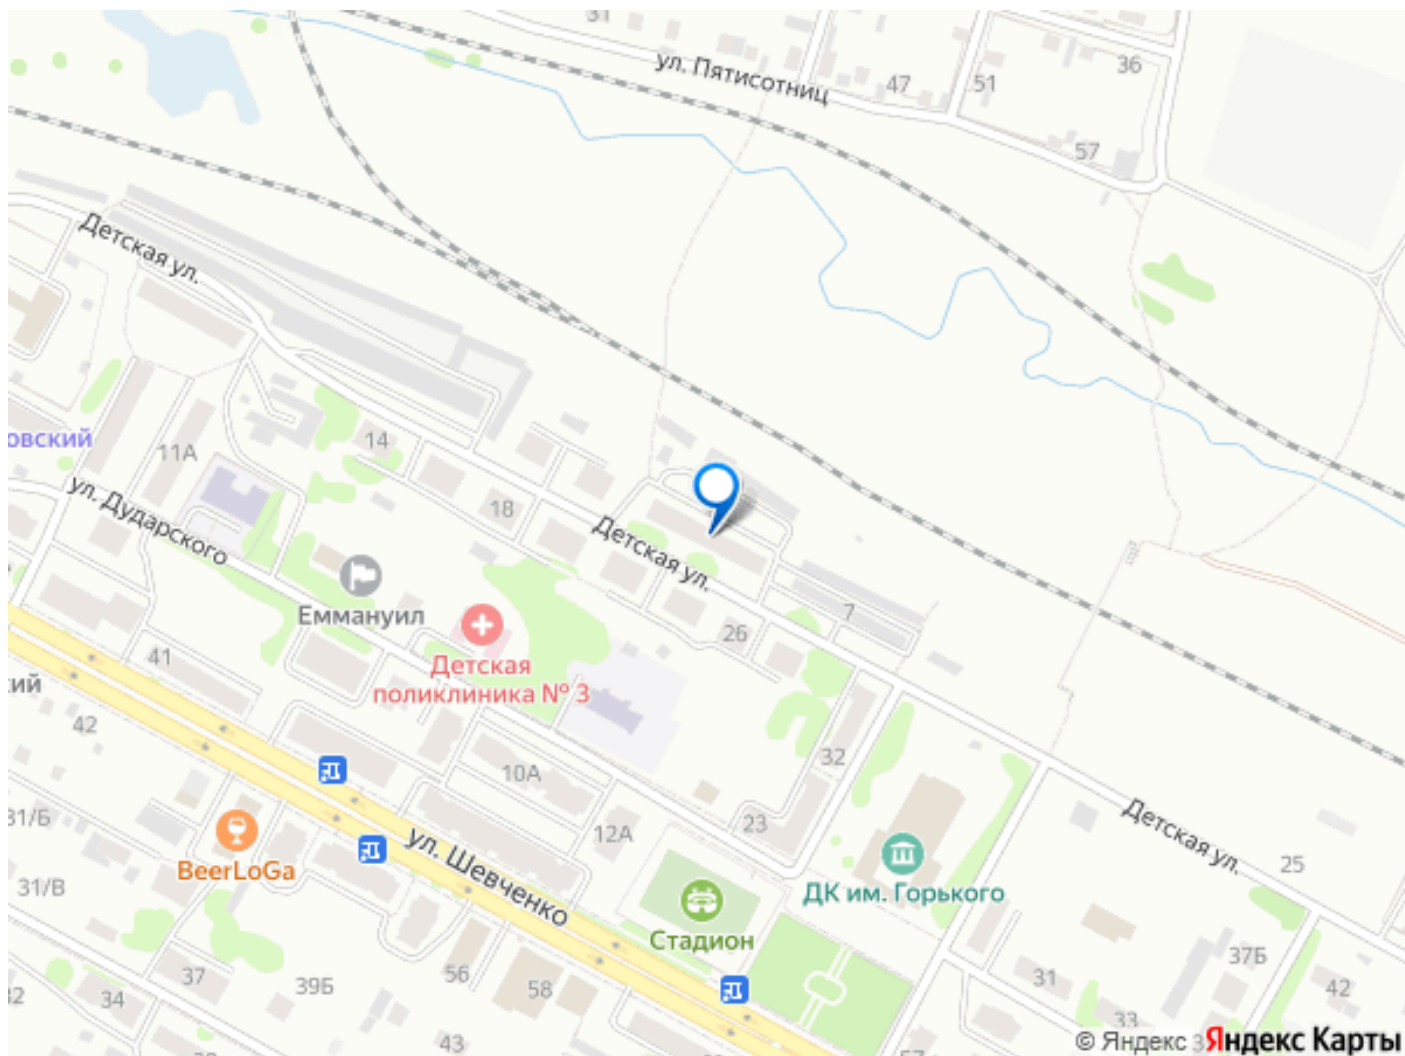 31
ул. Пятисотниц
47
51
36
57
Детская ул.
14
11А
овский
18
ул. Дударского
Детская ул.
Еммануил
7
26
Детская
поликлиника № 3
41
ий
42
32
10А
23
12А
31/Б
BeerLoGa
ул. Шевченко
31/В
ДК им. Горького
Детская ул.
25
Стадион
37
39Б
56
58
31
37Б
42
32
34
33
43
© Яндекс
Яндекс Карты